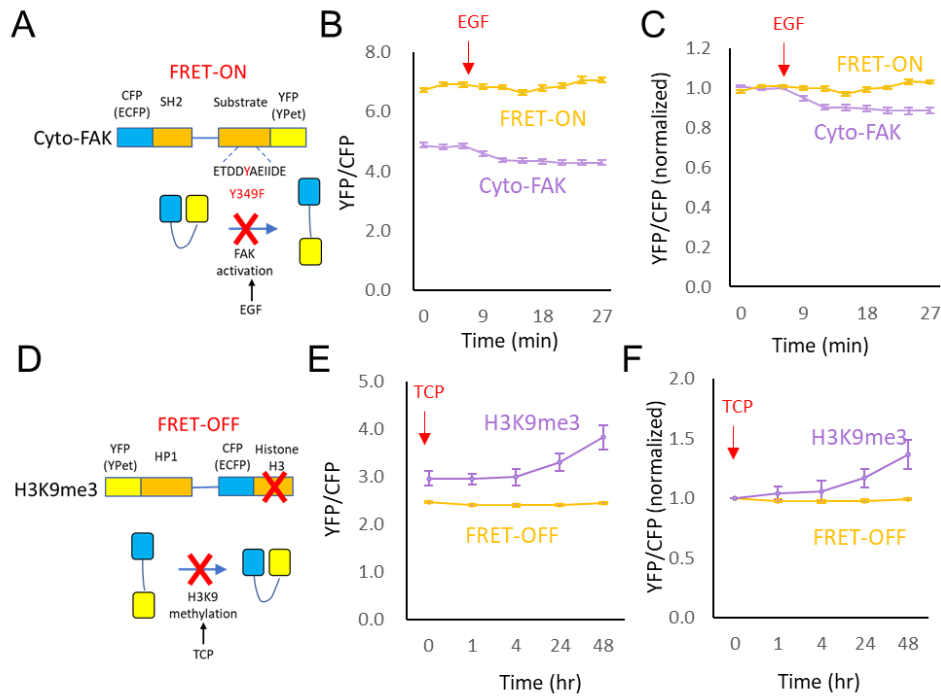 A
FRET-ON
CFP
(ECFP)
SH2
Substrate
YFP
(YPet)
Cyto-FAK
ETDDYAEIIDE
Y349F
FAK
activation
EGF
B
EGF
8.0
6.0
4.0
2.0
0.0
YFP/CFP
FRET-ON
Cyto-FAK
0 9 18 27
Time (min)
C
EGF
1.2
1.0
0.8
0.6
0.4
0.2
0.0
YFP/CFP (normalized)
FRET-ON
Cyto-FAK
0 9 18 27
Time (min)
D
FRET-OFF
YFP
(YPet)
HP1
CFP
(ECFP)
Histone
H3
H3K9me3
H3K9
methylation
TCP
E
TCP
5.0
4.0
3.0
2.0
1.0
0.0
YFP/CFP
H3K9me3
FRET-OFF
0 1 4 24 48
Time (hr)
F
TCP
2.0
1.5
1.0
0.5
0.0
YFP/CFP (normalized)
H3K9me3
FRET-OFF
0 1 4 24 48
Time (hr)